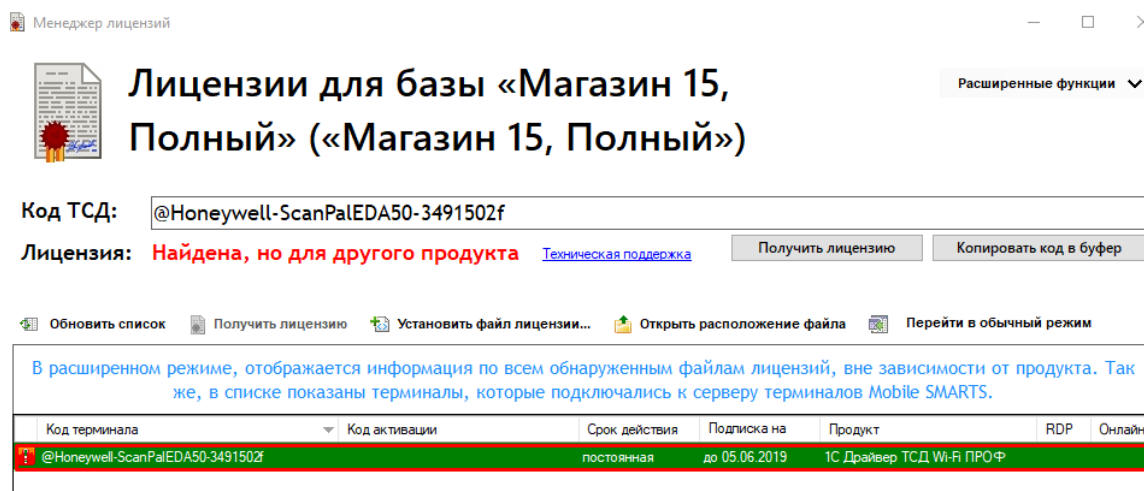 Менеджер лицензий
Лицензии для базы «Магазин 15,
Полный» («Магазин 15, Полный»)
Расширенные функции
Код ТСД:
@Honeywell-ScanPalEDA50-3491502f
Лицензия: Найдена, но для другого продукта Техническая поддержка Получить лицензию Копировать код в буфер
Обновить список Получить лицензию Установить файл лицензии... Открыть расположение файла Перейти в обычный режим
В расширенном режиме, отображается информация по всем обнаруженным файлам лицензий, вне зависимости от продукта. Так
же, в списке показаны терминалы, которые подключались к серверу терминалов Mobile SMARTS.
Код терминала Код активации Срок действия Подписка на Продукт RDP Онлайн
@Honeywell-ScanPalEDA50-3491502f постоянная до 05.06.2019 1С Драйвер ТСД Wi-Fi ПРОФ